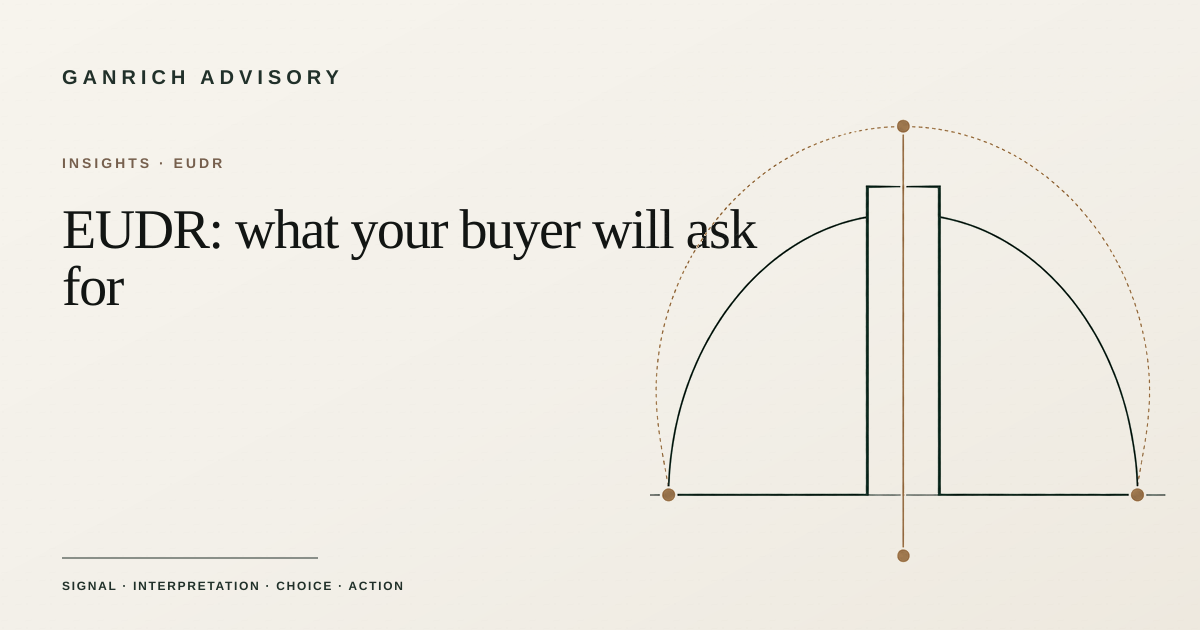 GANRICH ADVISORY
INSIGHTS · EUDR
EUDR: what your buyer will ask
for
SIGNAL · INTERPRETATION · CHOICE · ACTION